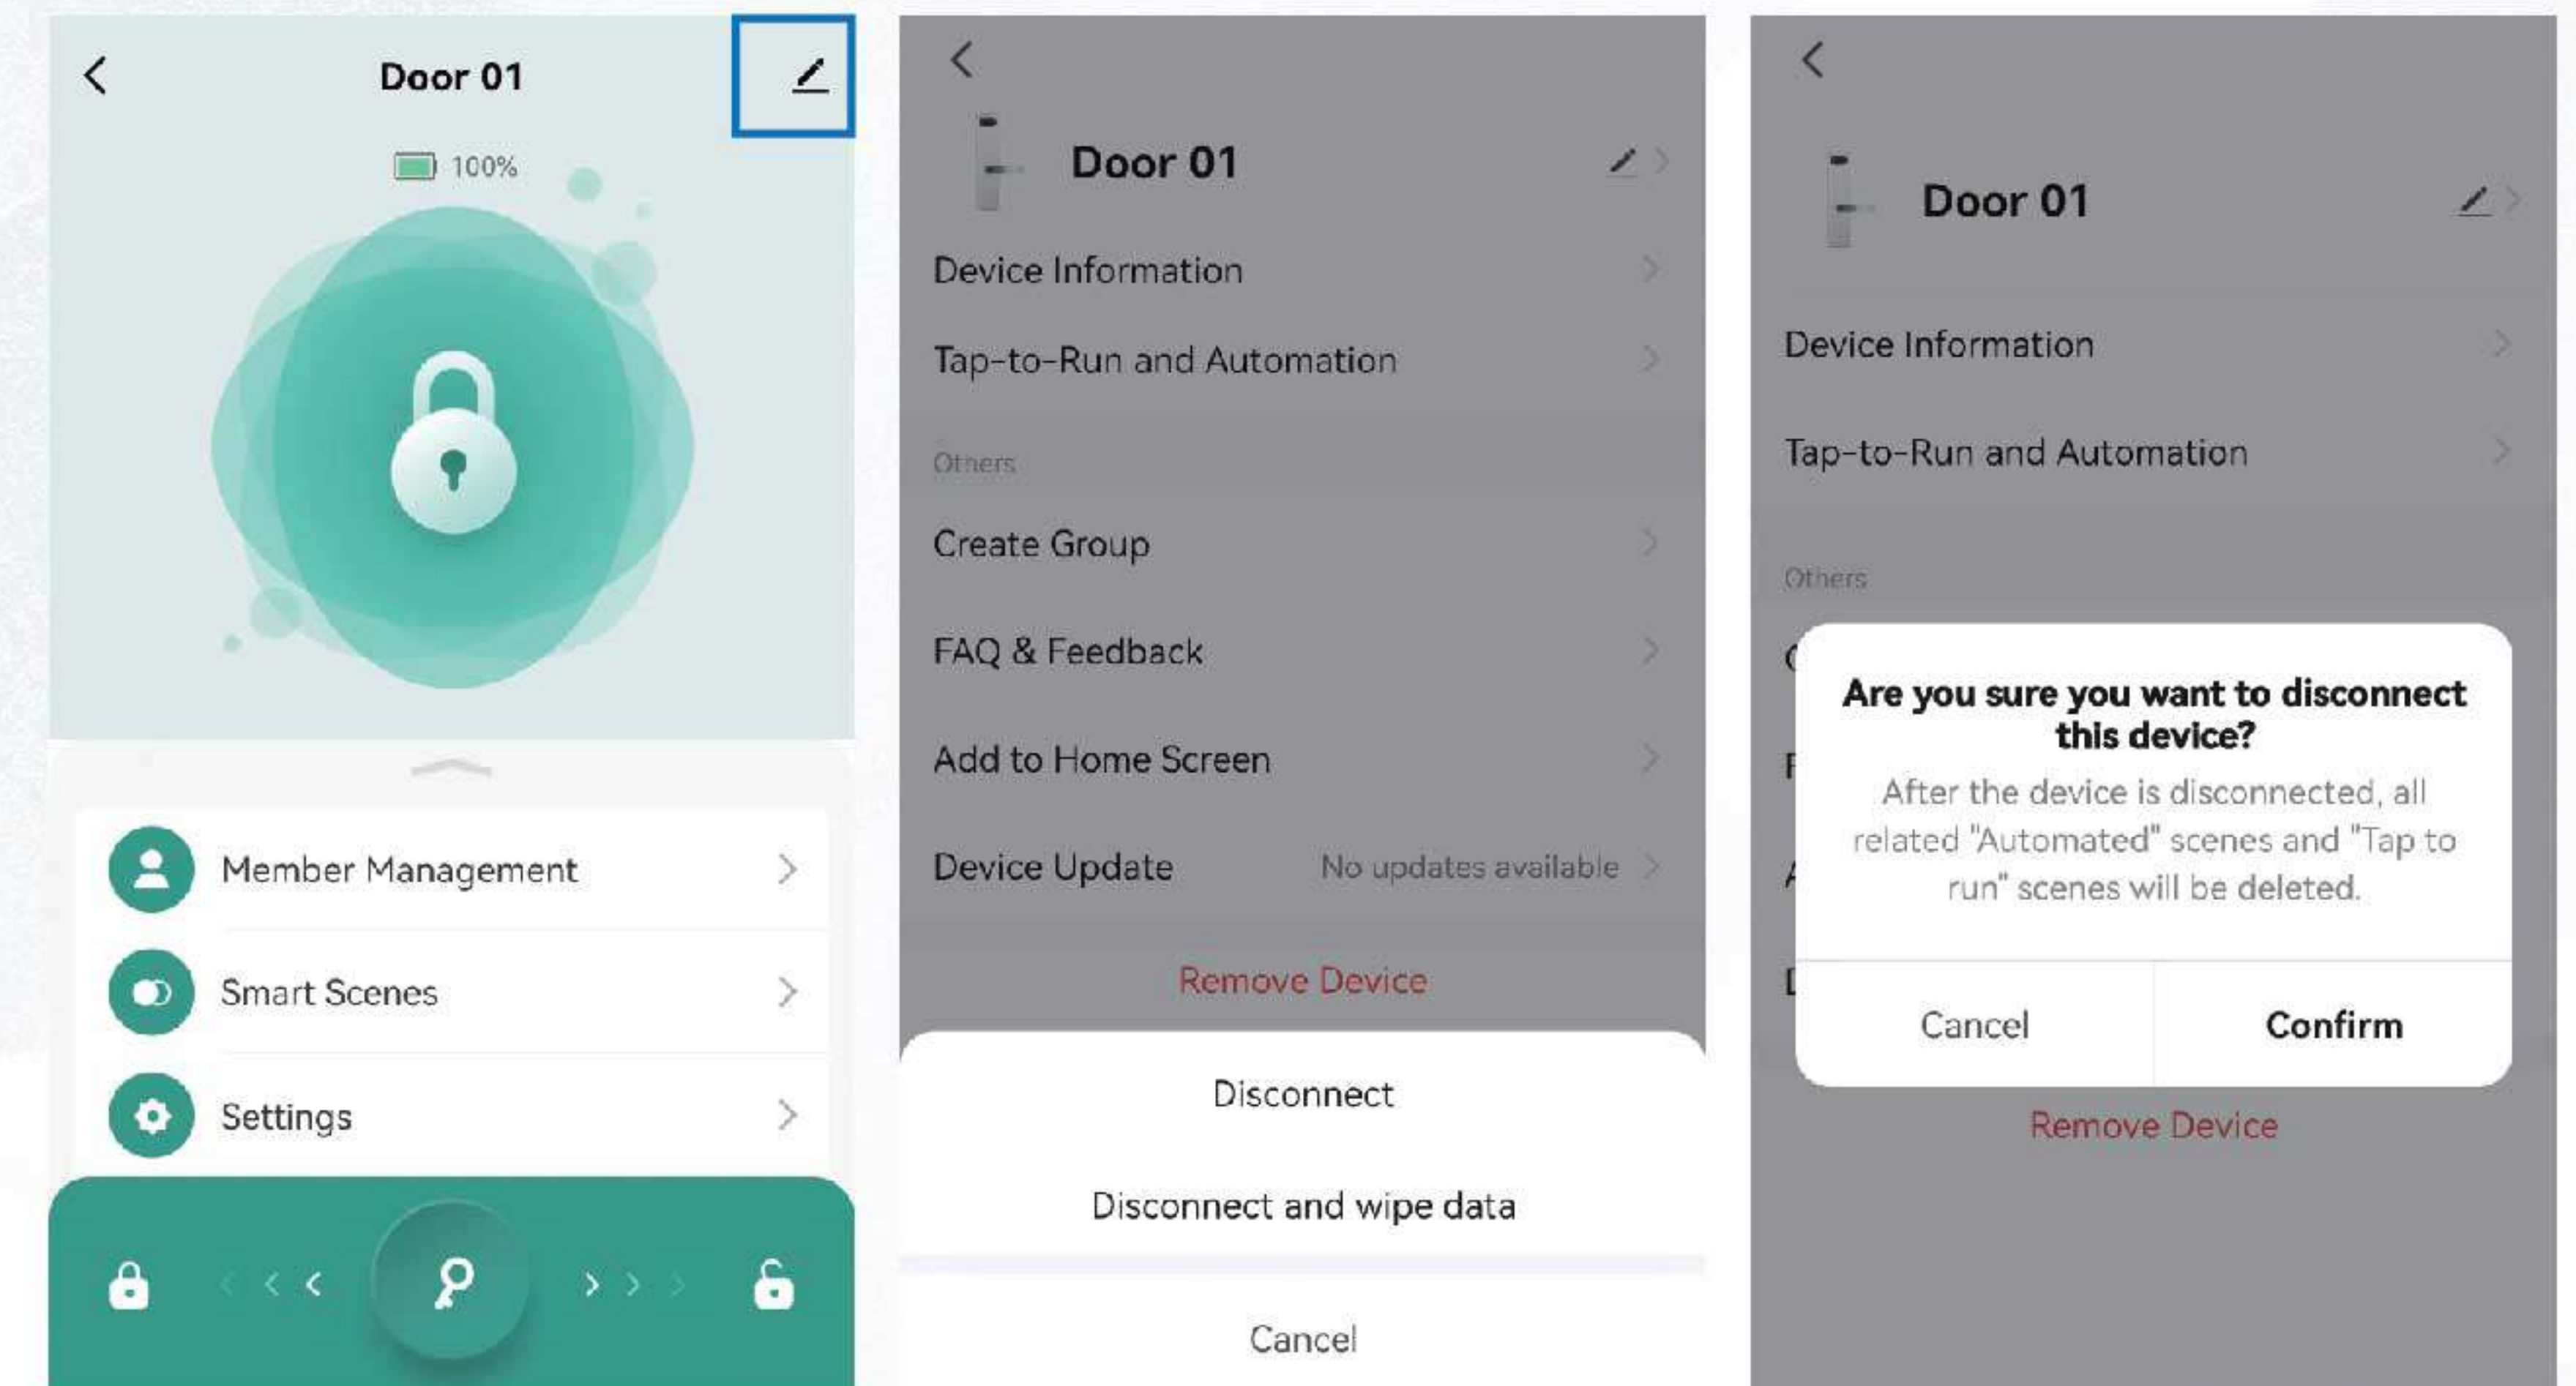 Door 01
100%
Member Management
Smart Scenes
Settings
Door 01
Device Information
Tap-to-Run and Automation
Others
Create Group
FAQ & Feedback
Add to Home Screen
Device Update No updates available
Remove Device
Disconnect
Disconnect and wipe data
Cancel
Door 01
Device Information
Tap-to-Run and Automation
Others
Are you sure you want to disconnect
this device?
After the device is disconnected, all
related "Automated" scenes and "Tap to
run" scenes will be deleted.
Cancel Confirm
Remove Device